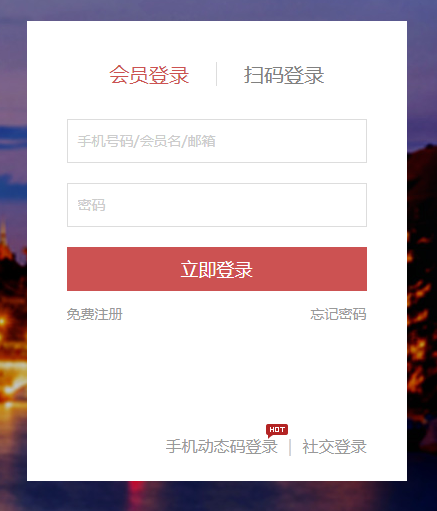 会员登录 扫码登录
手机号码/会员名/邮箱
密码
立即登录
免费注册 忘记密码
HOT
手机动态码登录 | 社交登录